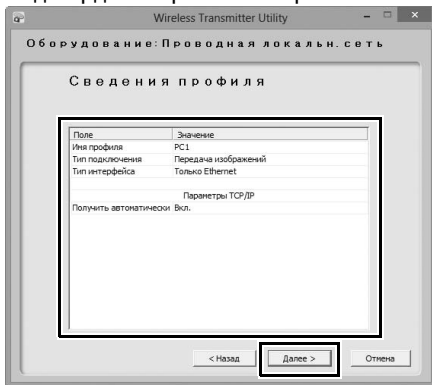 Wireless Transmitter Utility
Оборудование:Проводная локальн.сеть
Сведения профиля
Поле Значение
Имя профиля PC1
Тип подключения Передача изображений
Тип интерфейса Только Ethernet
Параметры TCP/IP
Получить автоматически Вкл.
< Назад Далее > Отмена